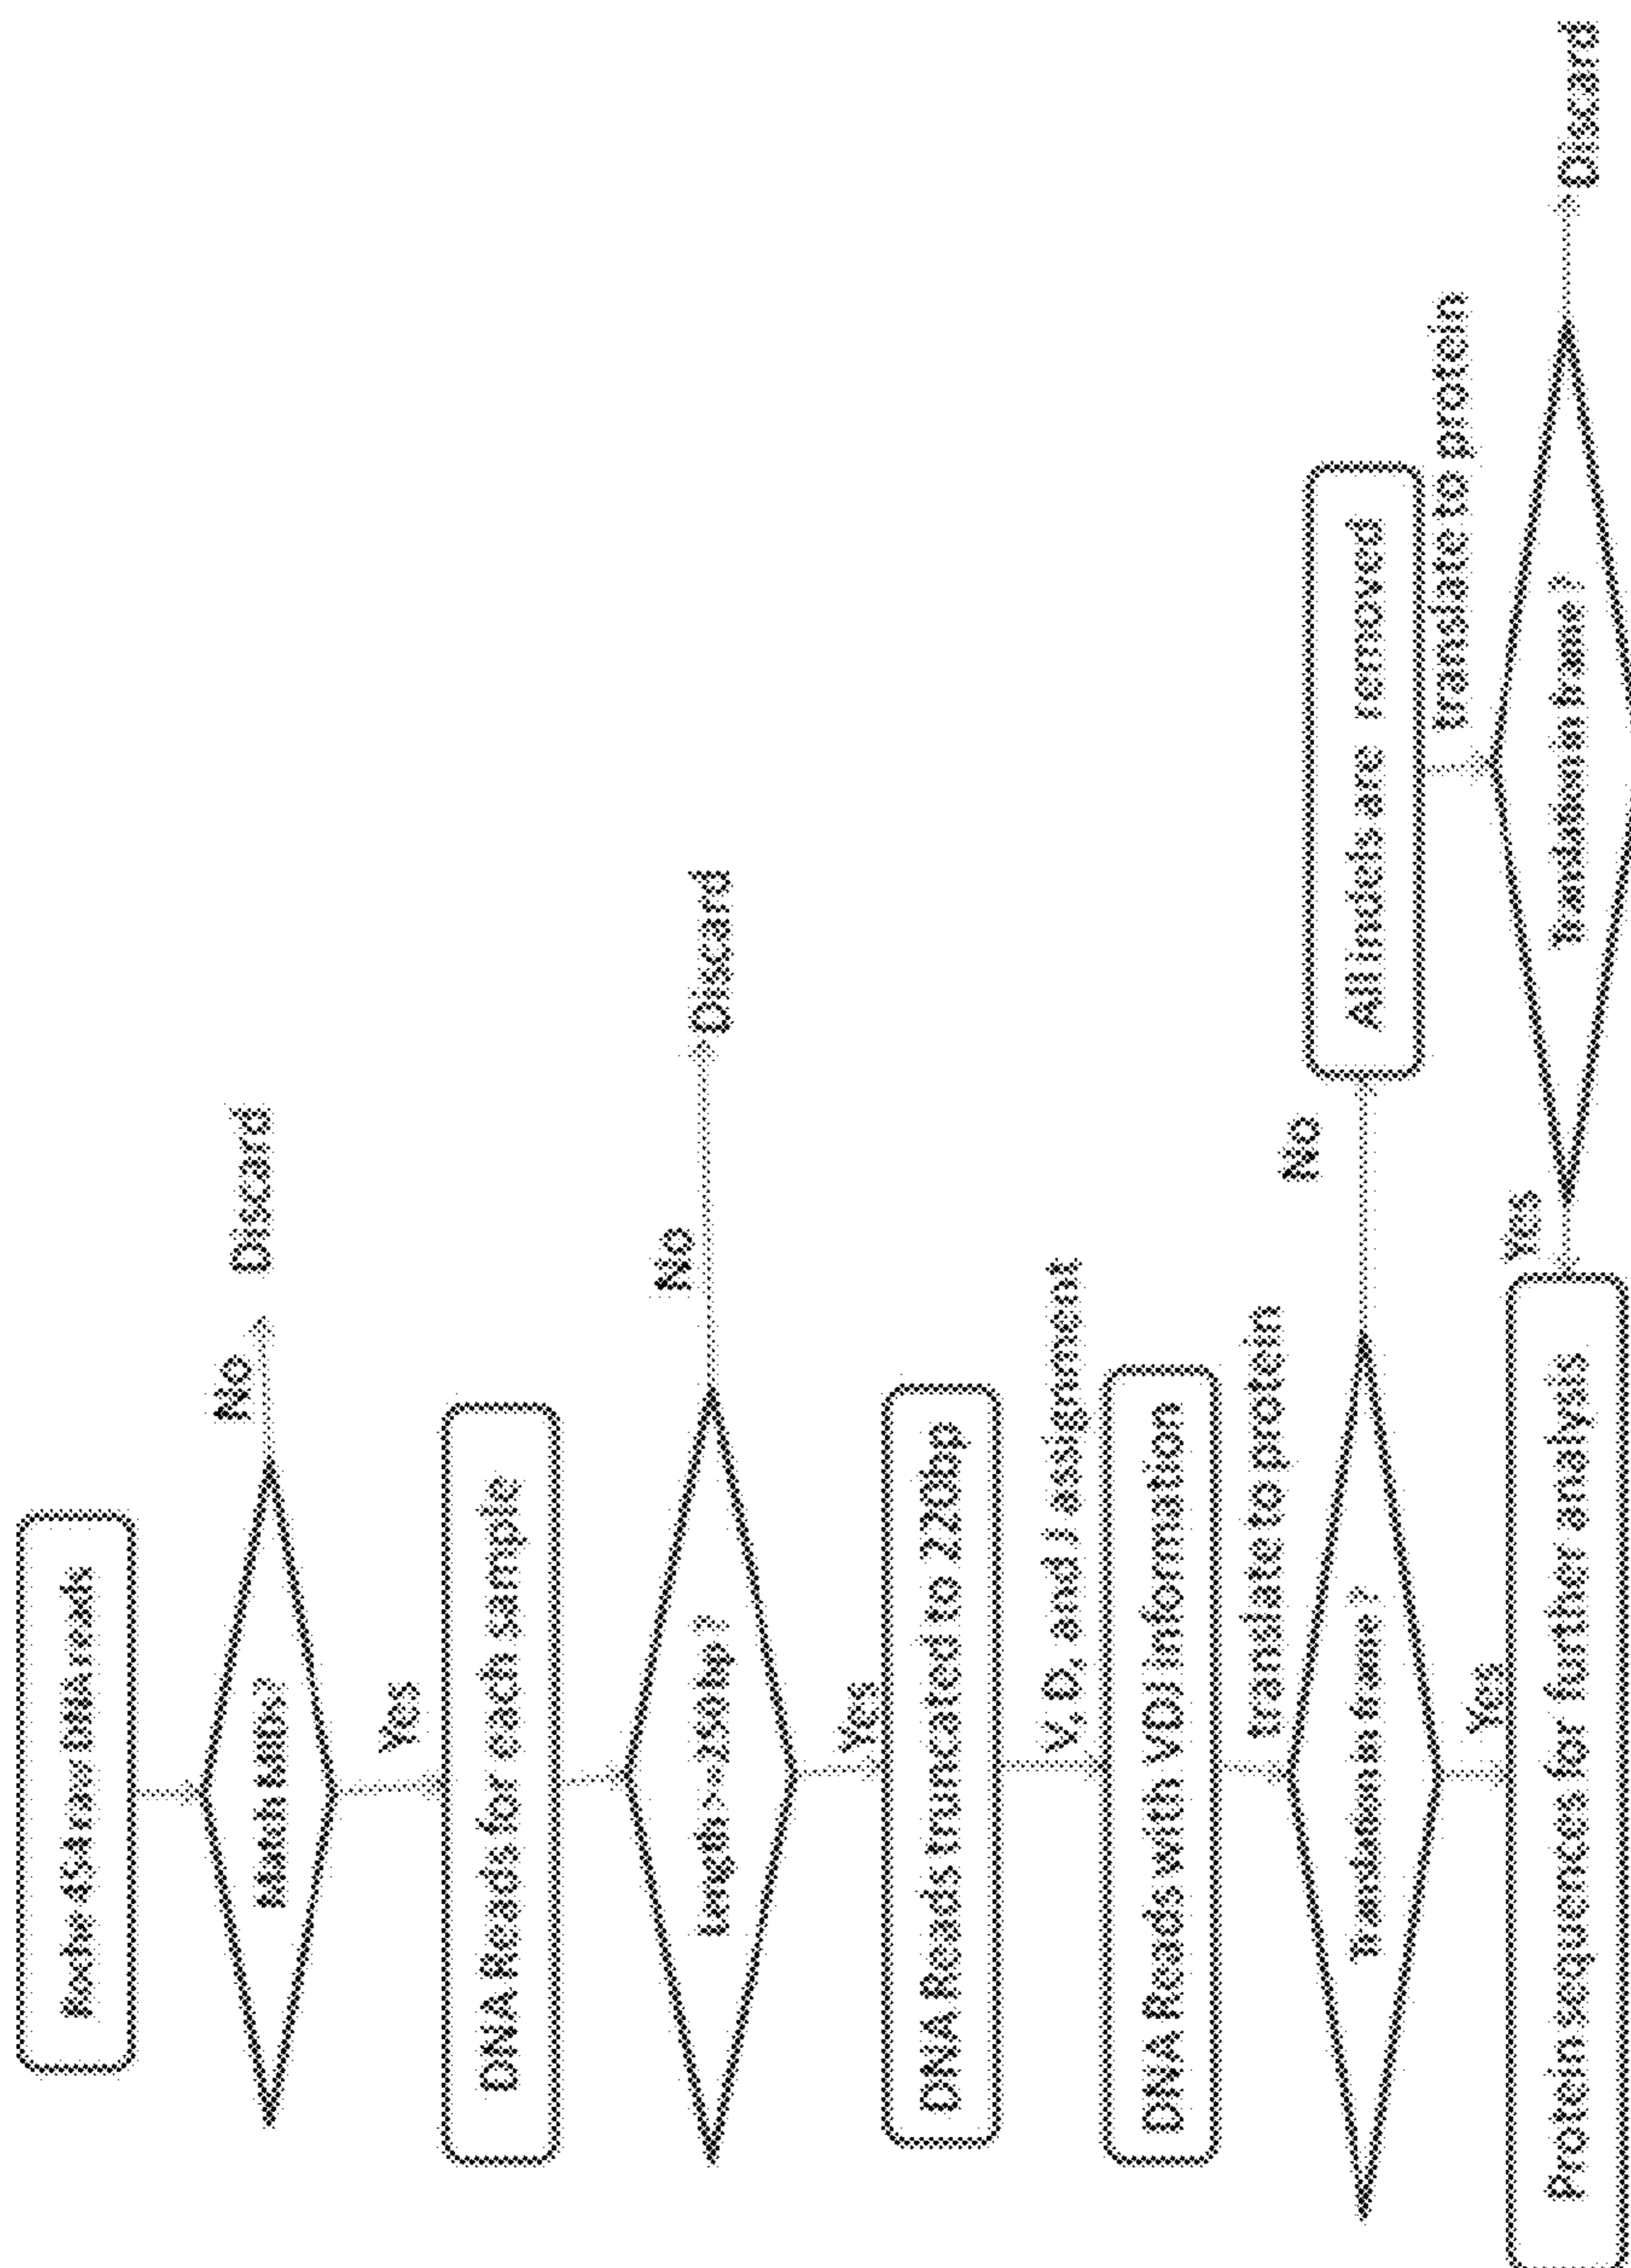 Roche 454 raw DNA reads
Match MIDs?
No
Discard
Yes
DNA Reads for each sample
Length >= 250 bp?
No
Discard
Yes
DNA Reads truncated to 220bp
V, D, and J assignment
DNA Reads with VDJ information
translate to protein
Translation in frame?
No
All indels are removed
translate to protein
Translation in frame?
Discard
Yes
yes
Protein sequences for further analysis